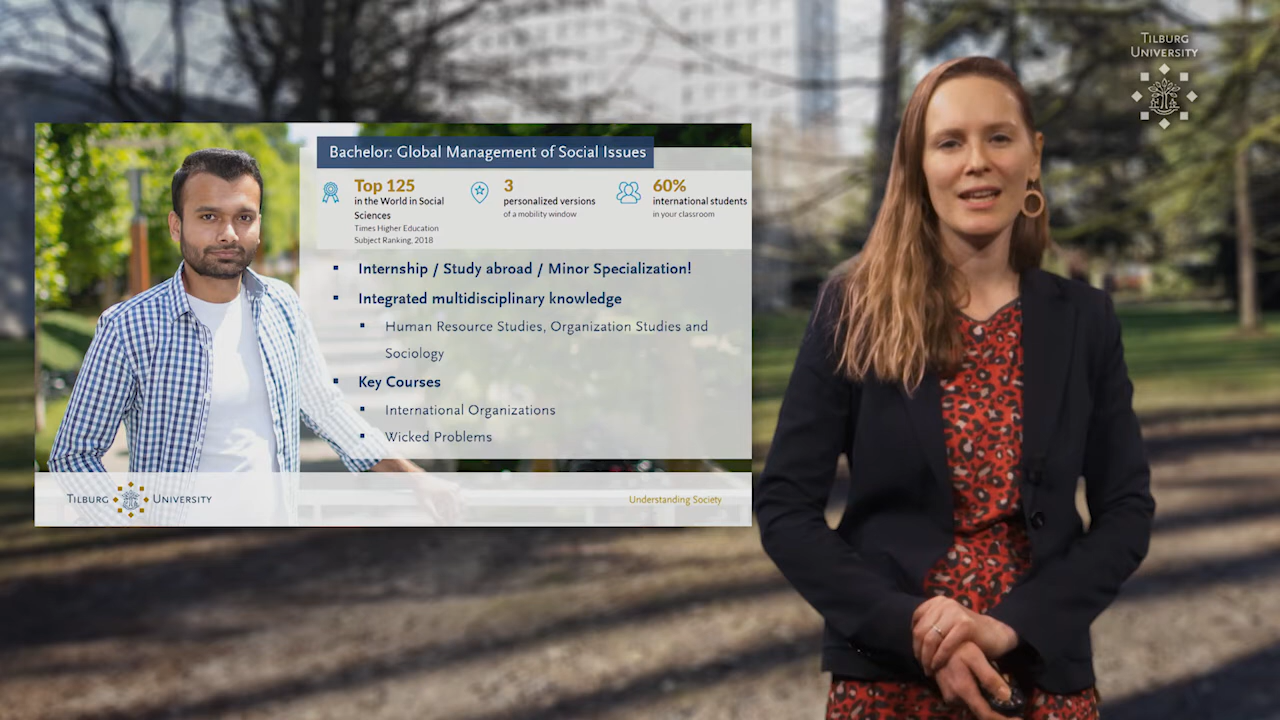 TILBURG
UNIVERSITY
Bachelor: Global Management of Social Issues
Top 125
in the World in Social
Sciences
Times Higher Education
Subject Ranking, 2018
3
personalized versions
of a mobility window
60%
international students
in your classroom
Internship / Study abroad / Minor Specialization!
Integrated multidisciplinary knowledge
Human Resource Studies, Organization Studies and
Sociology
Key Courses
International Organizations
Wicked Problems
TILBURG UNIVERSITY
Understanding Society